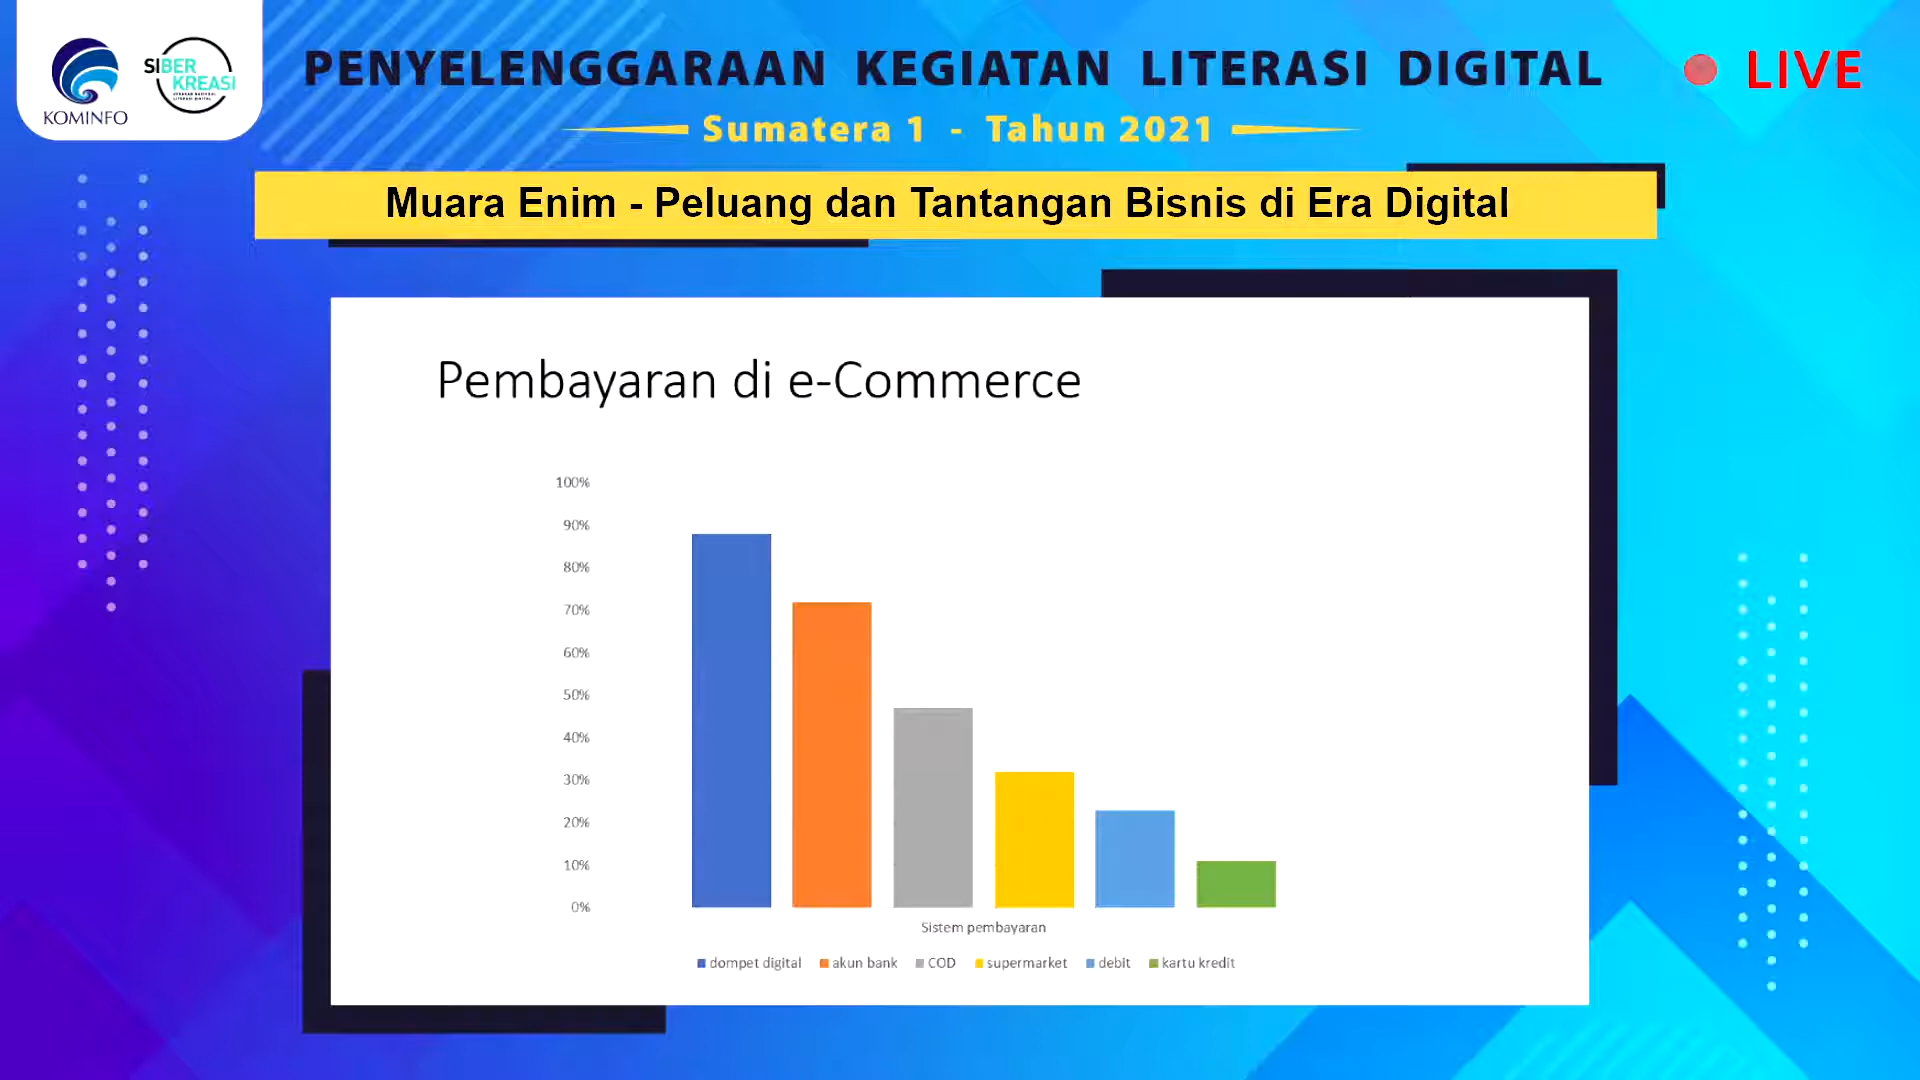 KOMINFO
SIBER
KREASI
PENYELENGGARAAN KEGIATAN LITERASI DIGITAL
LIVE
Sumatera 1 - Tahun 2021
Muara Enim - Peluang dan Tantangan Bisnis di Era Digital
Pembayaran di e-Commerce
100%
90%
80%
70%
60%
50%
40%
30%
20%
10%
0%
Sistem pembayaran
dompet digital akun bank COD supermarket debit kartu kredit